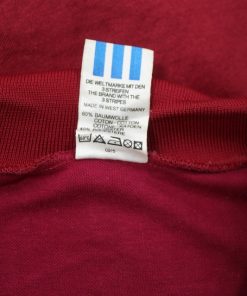 DIE WELTMARKE MIT DEN
3 STREIFEN
THE BRAND WITH THE
3 STRIPES
MADE IN WEST GERMANY
60% BAUMWOLLE
COTTON - COTTON